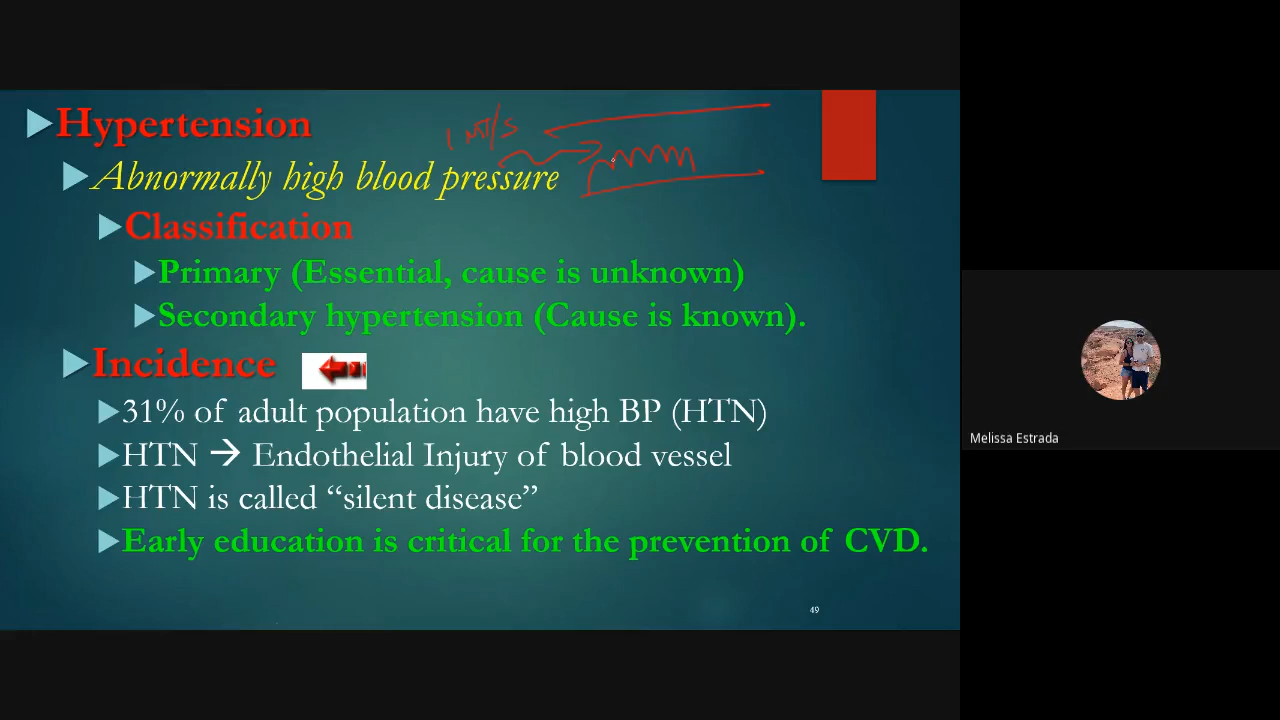 Hypertension
1 MT/S
Abnormally high blood pressure
Classification
Primary (Essential, cause is unknown)
Secondary hypertension (Cause is known).
Incidence
31% of adult population have high BP (HTN)
HTN → Endothelial Injury of blood vessel
HTN is called “silent disease”
Early education is critical for the prevention of CVD.
49
Melissa Estrada